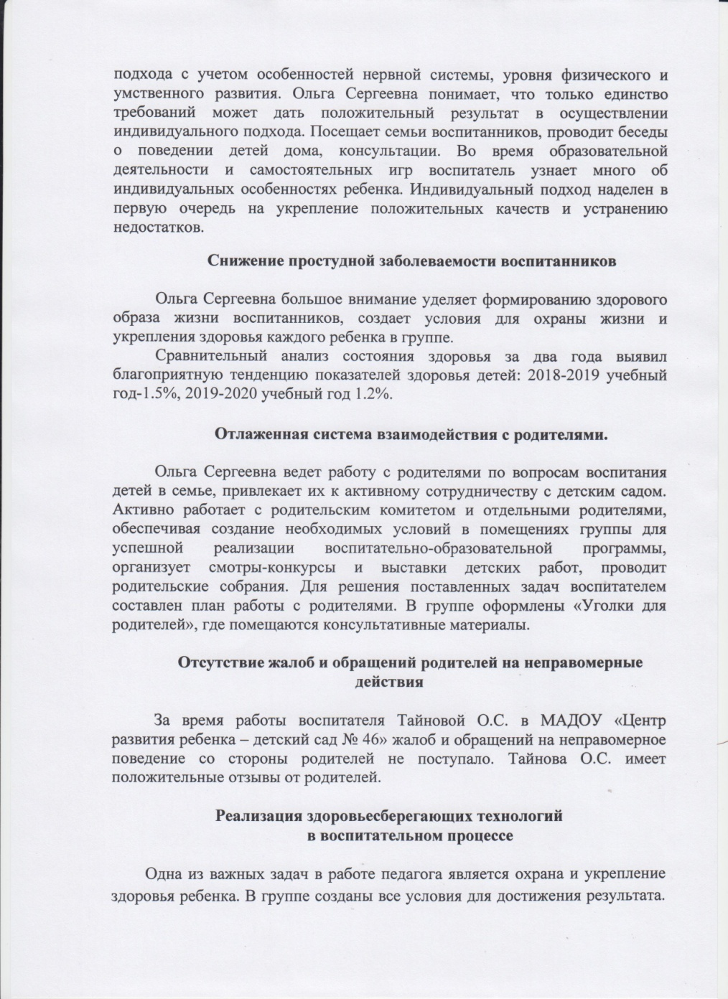 подхода с учетом особенностей нервной системы, уровня физического и
умственного развития. Ольга Сергеевна понимает, что только единство
требований может дать положительный результат в осуществлении
индивидуального подхода. Посещает семьи воспитанников, проводит беседы
о поведении детей дома, консультации. Во время образовательной
деятельности и самостоятельных игр воспитатель узнает много об
индивидуальных особенностях ребенка. Индивидуальный подход наделен в
первую очередь на укрепление положительных качеств и устранению
недостатков.
Снижение простудной заболеваемости воспитанников
Ольга Сергеевна большое внимание уделяет формированию здорового
образа жизни воспитанников, создает условия для охраны жизни и
укрепления здоровья каждого ребенка в группе.
Сравнительный анализ состояния здоровья за два года выявил
благоприятную тенденцию показателей здоровья детей: 2018-2019 учебный
год-1.5%, 2019-2020 учебный год 1.2%.
Отлаженная система взаимодействия с родителями.
Ольга Сергеевна ведет работу с родителями по вопросам воспитания
детей в семье, привлекает их к активному сотрудничеству с детским садом.
Активно работает с родительским комитетом и отдельными родителями,
обеспечивая создание необходимых условий в помещениях группы для
успешной реализации воспитательно-образовательной программы,
организует смотры-конкурсы и выставки детских работ, проводит
родительские собрания. Для решения поставленных задач воспитателем
составлен план работы с родителями. В группе оформлены «Уголки для
родителей», где помещаются консультативные материалы.
Отсутствие жалоб и обращений родителей на неправомерные
действия
За время работы воспитателя Тайновой О.С. в МАДОУ «Центр
развития ребенка – детский сад № 46» жалоб и обращений на неправомерное
поведение со стороны родителей не поступало. Тайнова О.С. имеет
положительные отзывы от родителей.
Реализация здоровьесберегающих технологий
в воспитательном процессе
Одна из важных задач в работе педагога является охрана и укрепление
здоровья ребенка. В группе созданы все условия для достижения результата.